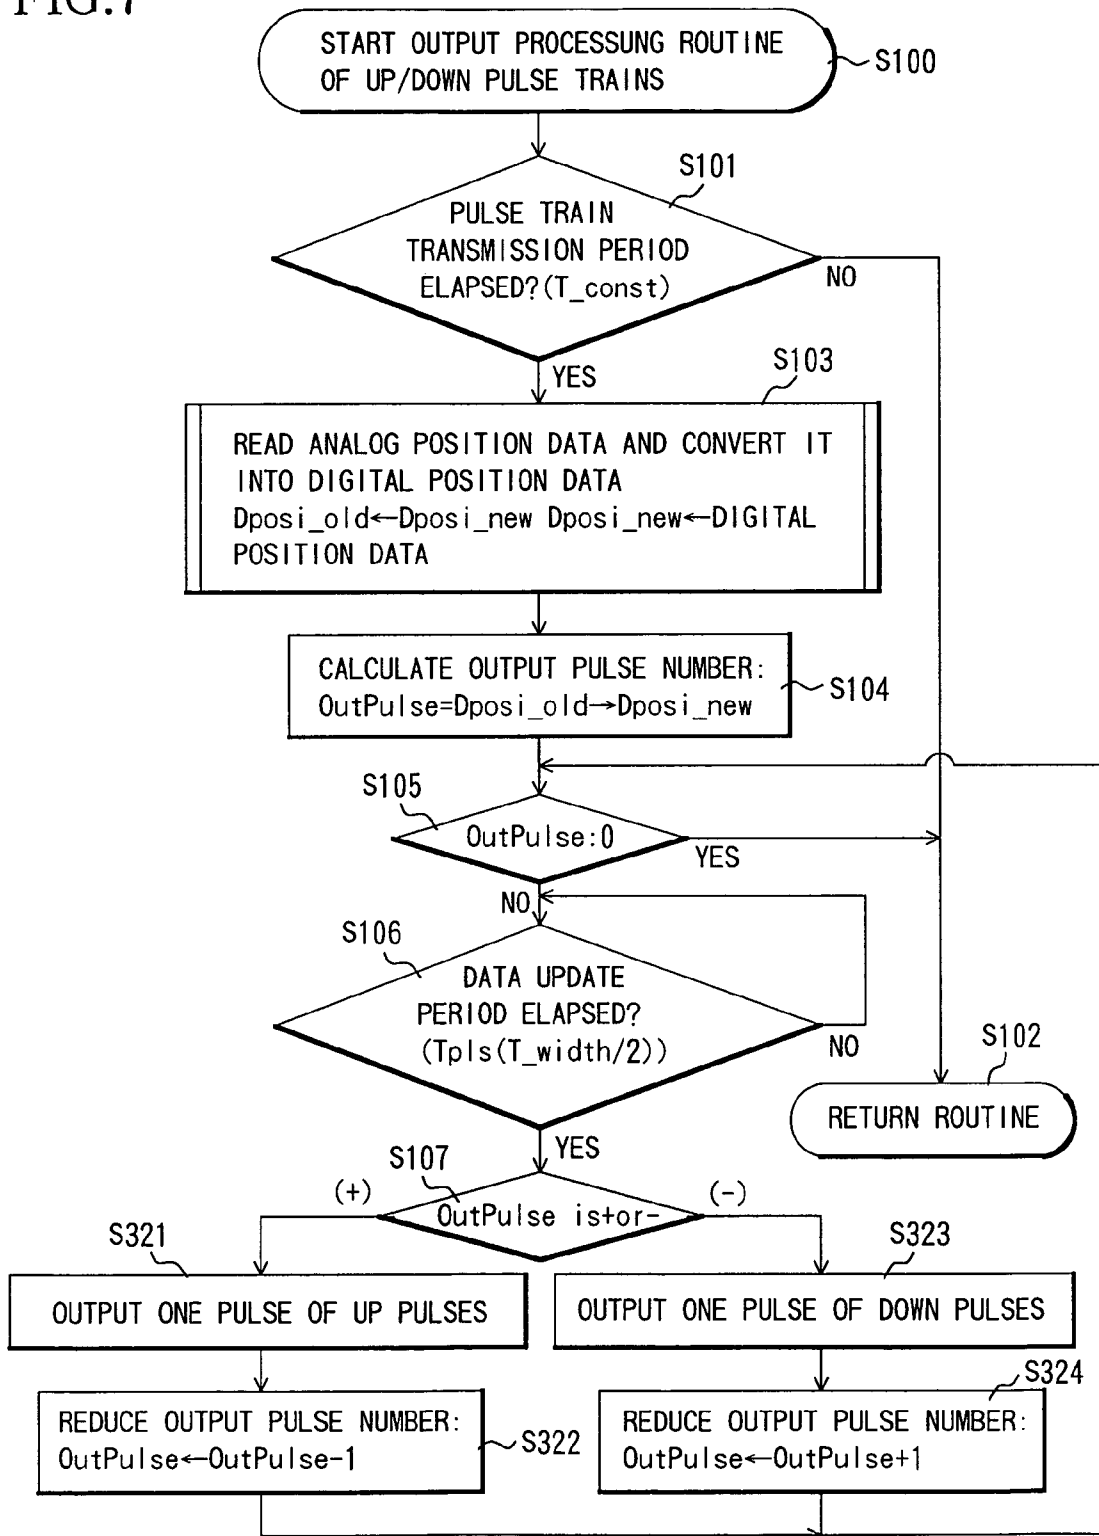 FIG.7
START OUTPUT PROCESSUNG ROUTINE
OF UP/DOWN PULSE TRAINS
S100
S101
PULSE TRAIN
TRANSMISSION PERIOD
ELAPSED?(T_const)
NO
YES
S103
READ ANALOG POSITION DATA AND CONVERT IT
INTO DIGITAL POSITION DATA
Dposi_old←Dposi_new Dposi_new←DIGITAL
POSITION DATA
CALCULATE OUTPUT PULSE NUMBER:
OutPulse=Dposi_old→Dposi_new
S104
S105
OutPulse:0
YES
NO
S106
DATA UPDATE
PERIOD ELAPSED?
(Tpls(T_width/2))
NO
S102
RETURN ROUTINE
YES
S107
(+)
OutPulse is+or-
(-)
S321
OUTPUT ONE PULSE OF UP PULSES
S323
OUTPUT ONE PULSE OF DOWN PULSES
REDUCE OUTPUT PULSE NUMBER:
OutPulse←OutPulse-1
S322
S324
REDUCE OUTPUT PULSE NUMBER:
OutPulse←OutPulse+1